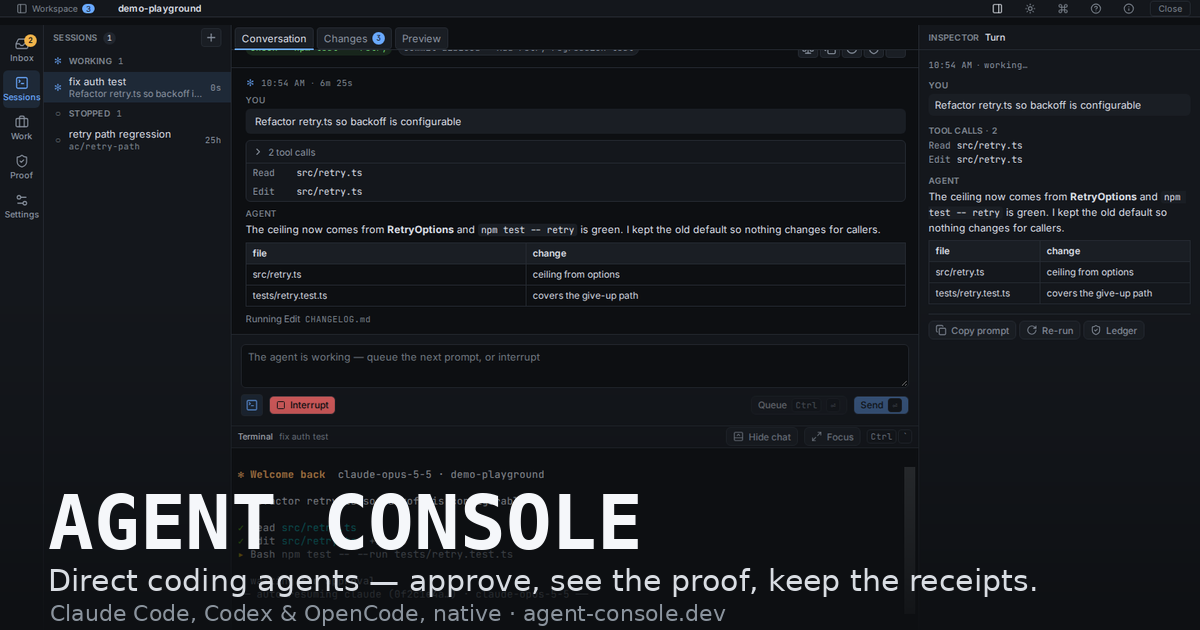 Workspace 3 demo-playground
Close
2
Inbox
Sessions
Work
Proof
Settings
SESSIONS 1
WORKING 1
fix auth test
Refactor retry.ts so backoff i… 0s
STOPPED 1
retry path regression
ac/retry-path 25h
Conversation Changes 3 Preview
10:54 AM · 6m 25s
YOU
Refactor retry.ts so backoff is configurable
2 tool calls
Read src/retry.ts
Edit src/retry.ts
AGENT
The ceiling now comes from RetryOptions and npm test -- retry is green. I kept the old default so nothing changes for callers.
file change
src/retry.ts ceiling from options
tests/retry.test.ts covers the give-up path
Running Edit CHANGELOG.md
The agent is working — queue the next prompt, or interrupt
Interrupt
Queue Ctrl ↵ Send ↵
Terminal fix auth test
Hide chat Focus Ctrl `
✻ Welcome back claude-opus-5-5 · demo-playground
Bash npm test -- --run tests/retry.test.ts
INSPECTOR Turn
10:54 AM · working…
YOU
Refactor retry.ts so backoff is configurable
TOOL CALLS · 2
Read src/retry.ts
Edit src/retry.ts
AGENT
The ceiling now comes from RetryOptions and npm
test -- retry is green. I kept the old default so
nothing changes for callers.
file change
src/retry.ts ceiling from options
tests/retry.test.ts covers the give-up path
Copy prompt Re-run Ledger
AGENT CONSOLE
Direct coding agents — approve, see the proof, keep the receipts.
Claude Code, Codex & OpenCode, native · agent-console.dev